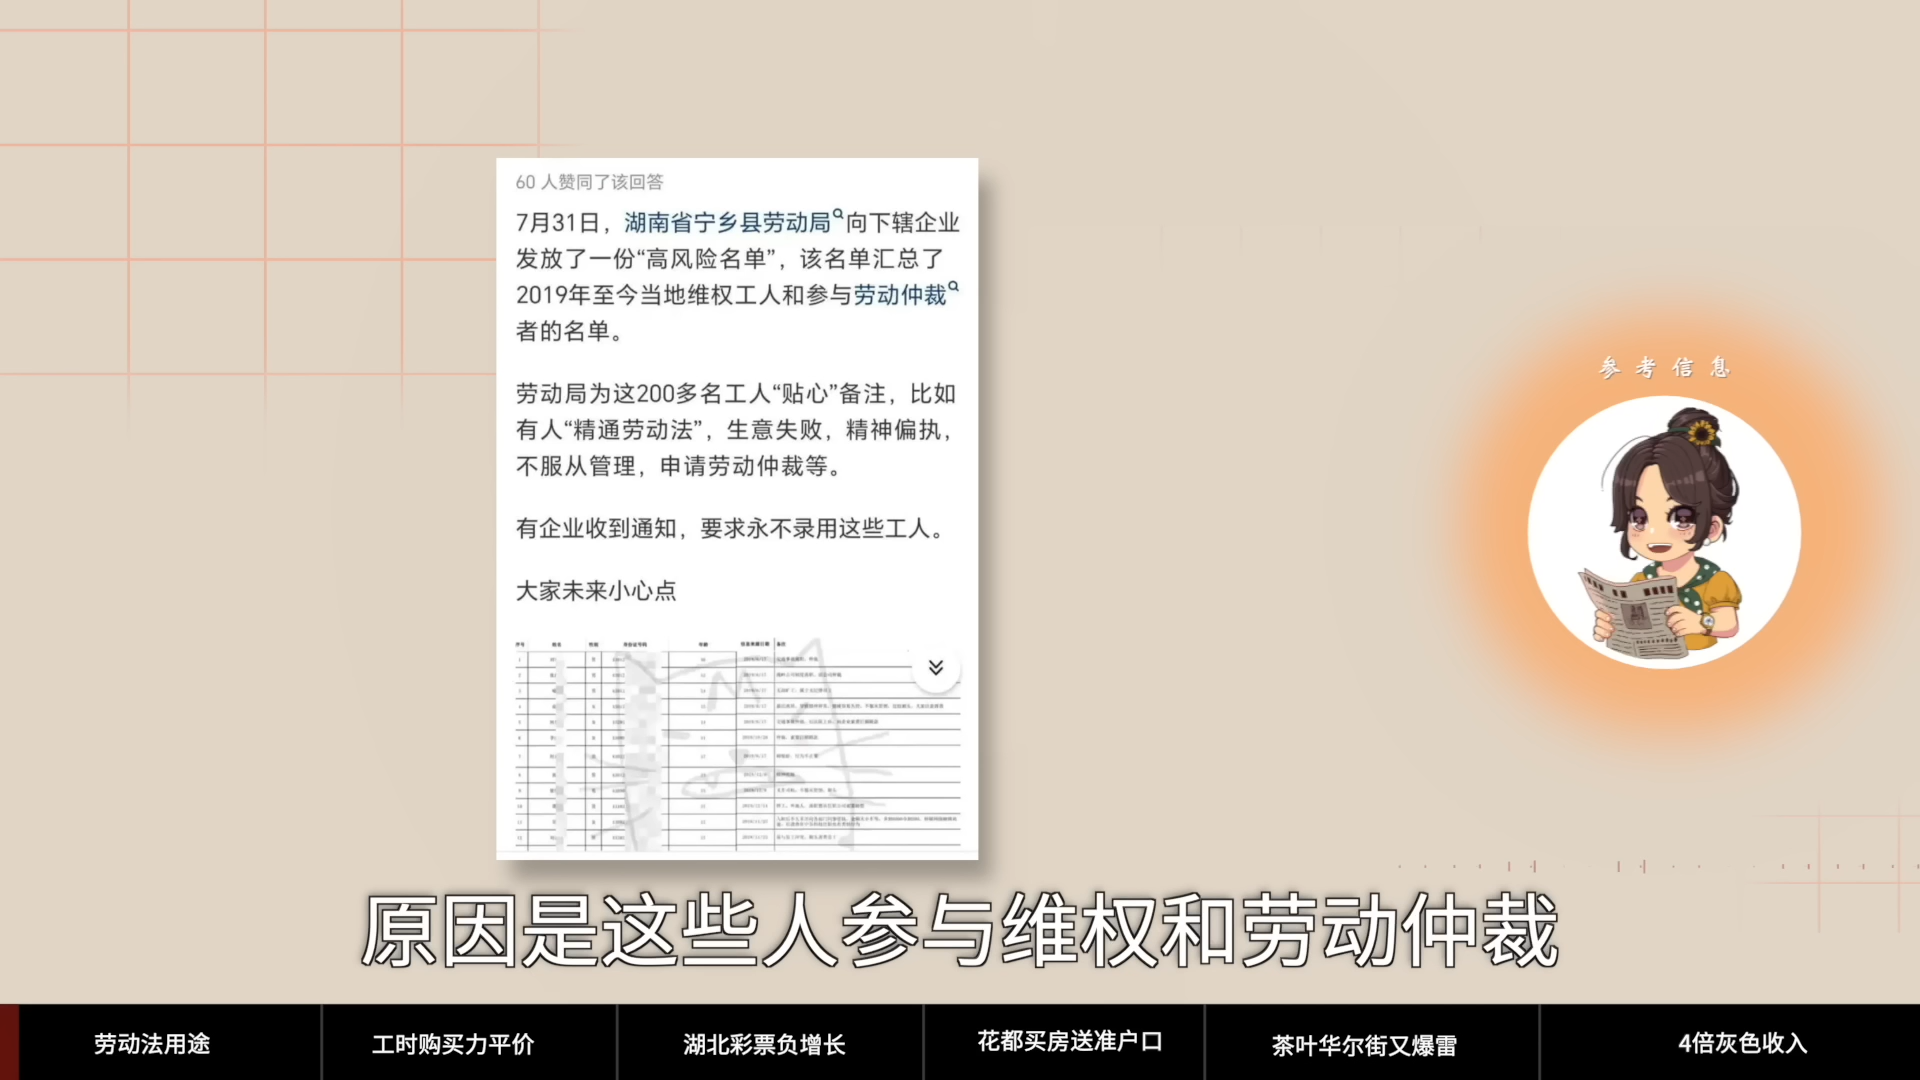 60 人赞同了该回答
7月31日，湖南省宁乡县劳动局向下辖企业
发放了一份“高风险名单”，该名单汇总了
2019年至今当地维权工人和参与劳动仲裁
者的名单。
劳动局为这200多名工人“贴心”备注，比如
有人“精通劳动法”，生意失败，精神偏执，
不服从管理，申请劳动仲裁等。
有企业收到通知，要求永不录用这些工人。
大家未来小心点
参考信息
原因是这些人参与维权和劳动仲裁
劳动法用途
工时购买力平价
湖北彩票负增长
花都买房送准户口
茶叶华尔街又爆雷
4倍灰色收入